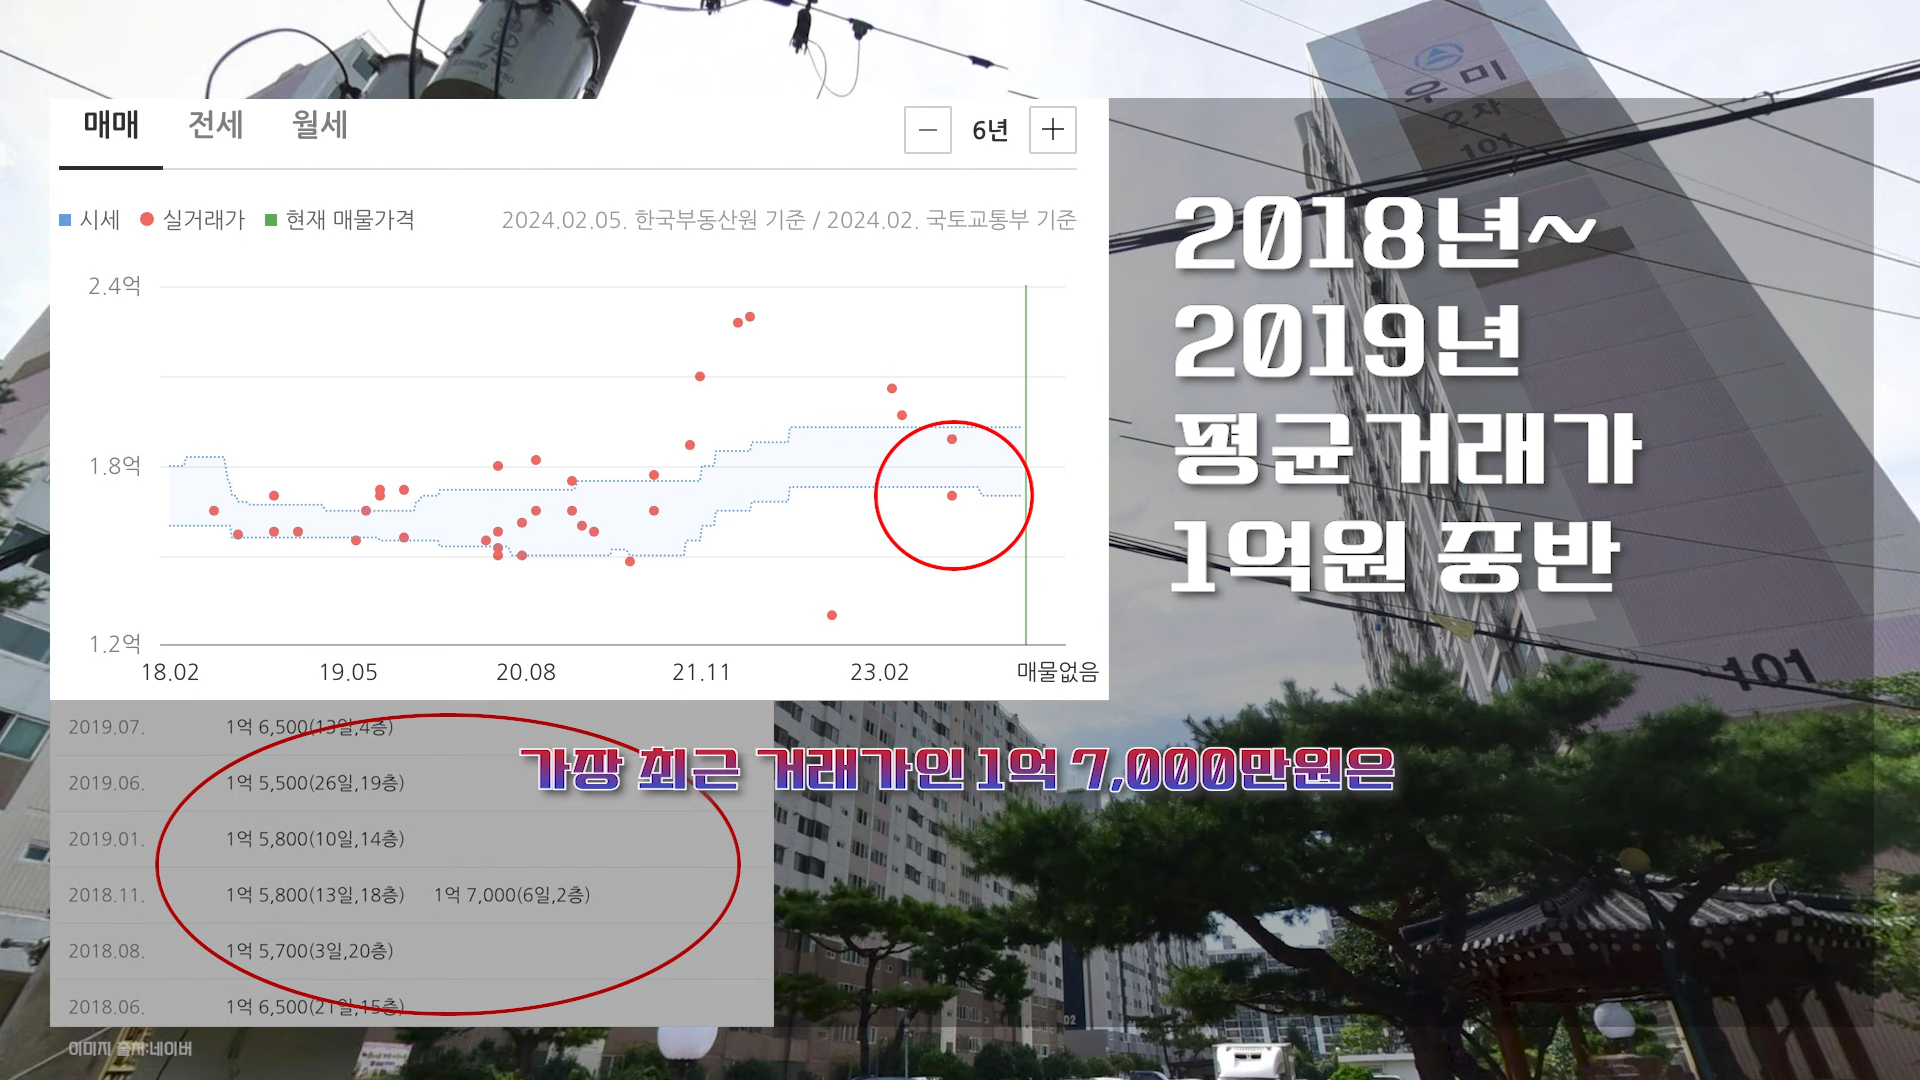 매매 전세 월세 － 6년 ＋
시세 실거래가 현재 매물가격 2024.02.05. 한국부동산원 기준 / 2024.02. 국토교통부 기준
2.4억
1.8억
1.2억
18.02 19.05 20.08 21.11 23.02 매물없음
우미
2차
101
2018년~
2019년
평균거래가
1억원 중반
101
2019.07. 1억 6,500(13일,4층)
가장 최근 거래가인 1억 7,000만원은
2019.06. 1억 5,500(26일,19층)
2019.01. 1억 5,800(10일,14층)
2018.11. 1억 5,800(13일,18층) 1억 7,000(6일,2층)
2018.08. 1억 5,700(3일,20층)
2018.06. 1억 6,500(21일,15층)
02
이미지 출처:네이버